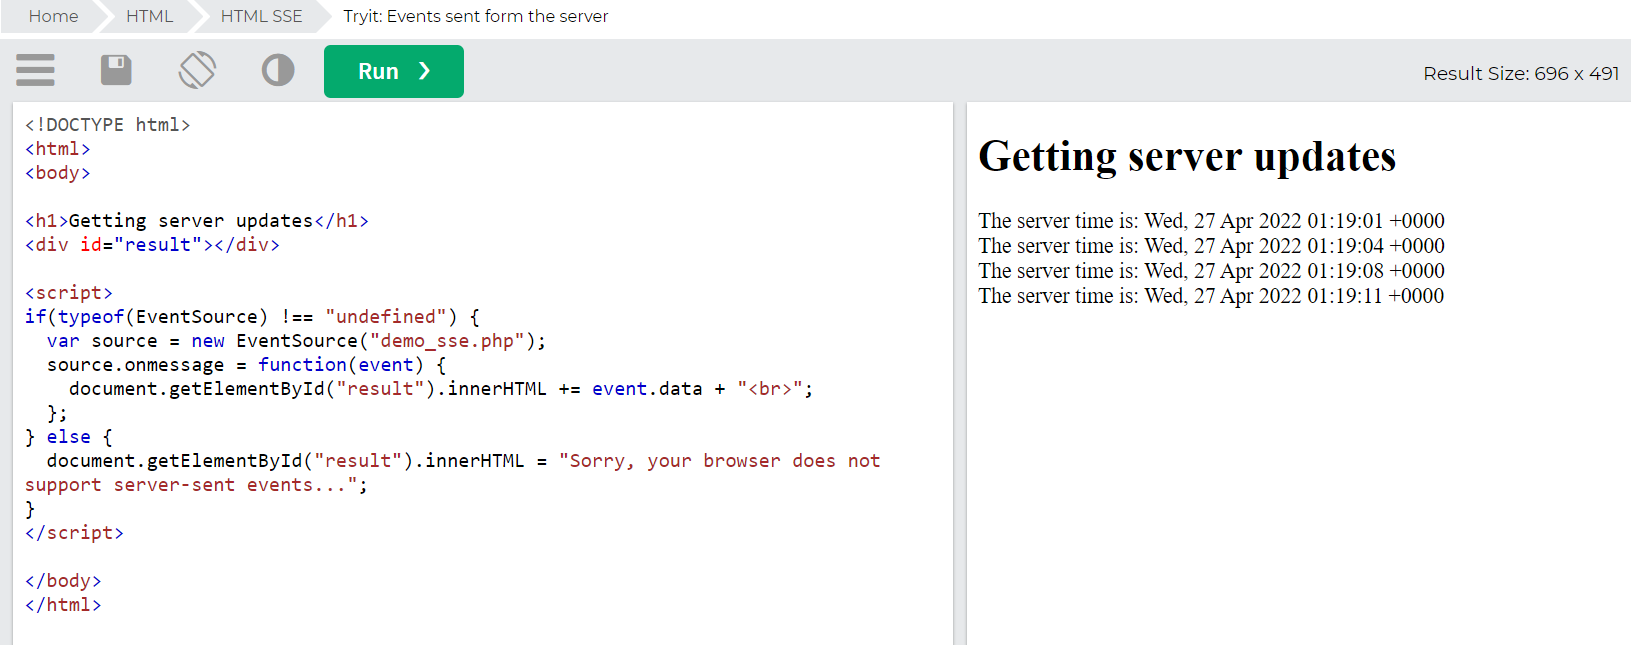 Home HTML HTML SSE Tryit: Events sent form the server
Run ❯
Result Size: 696 x 491
<!DOCTYPE html>
<html>
<body>
<h1>Getting server updates</h1>
<div id="result"></div>
<script>
if(typeof(EventSource) !== "undefined") {
  var source = new EventSource("demo_sse.php");
  source.onmessage = function(event) {
    document.getElementById("result").innerHTML += event.data + "<br>";
  };
} else {
  document.getElementById("result").innerHTML = "Sorry, your browser does not
support server-sent events...";
}
</script>
</body>
</html>
Getting server updates
The server time is: Wed, 27 Apr 2022 01:19:01 +0000
The server time is: Wed, 27 Apr 2022 01:19:04 +0000
The server time is: Wed, 27 Apr 2022 01:19:08 +0000
The server time is: Wed, 27 Apr 2022 01:19:11 +0000